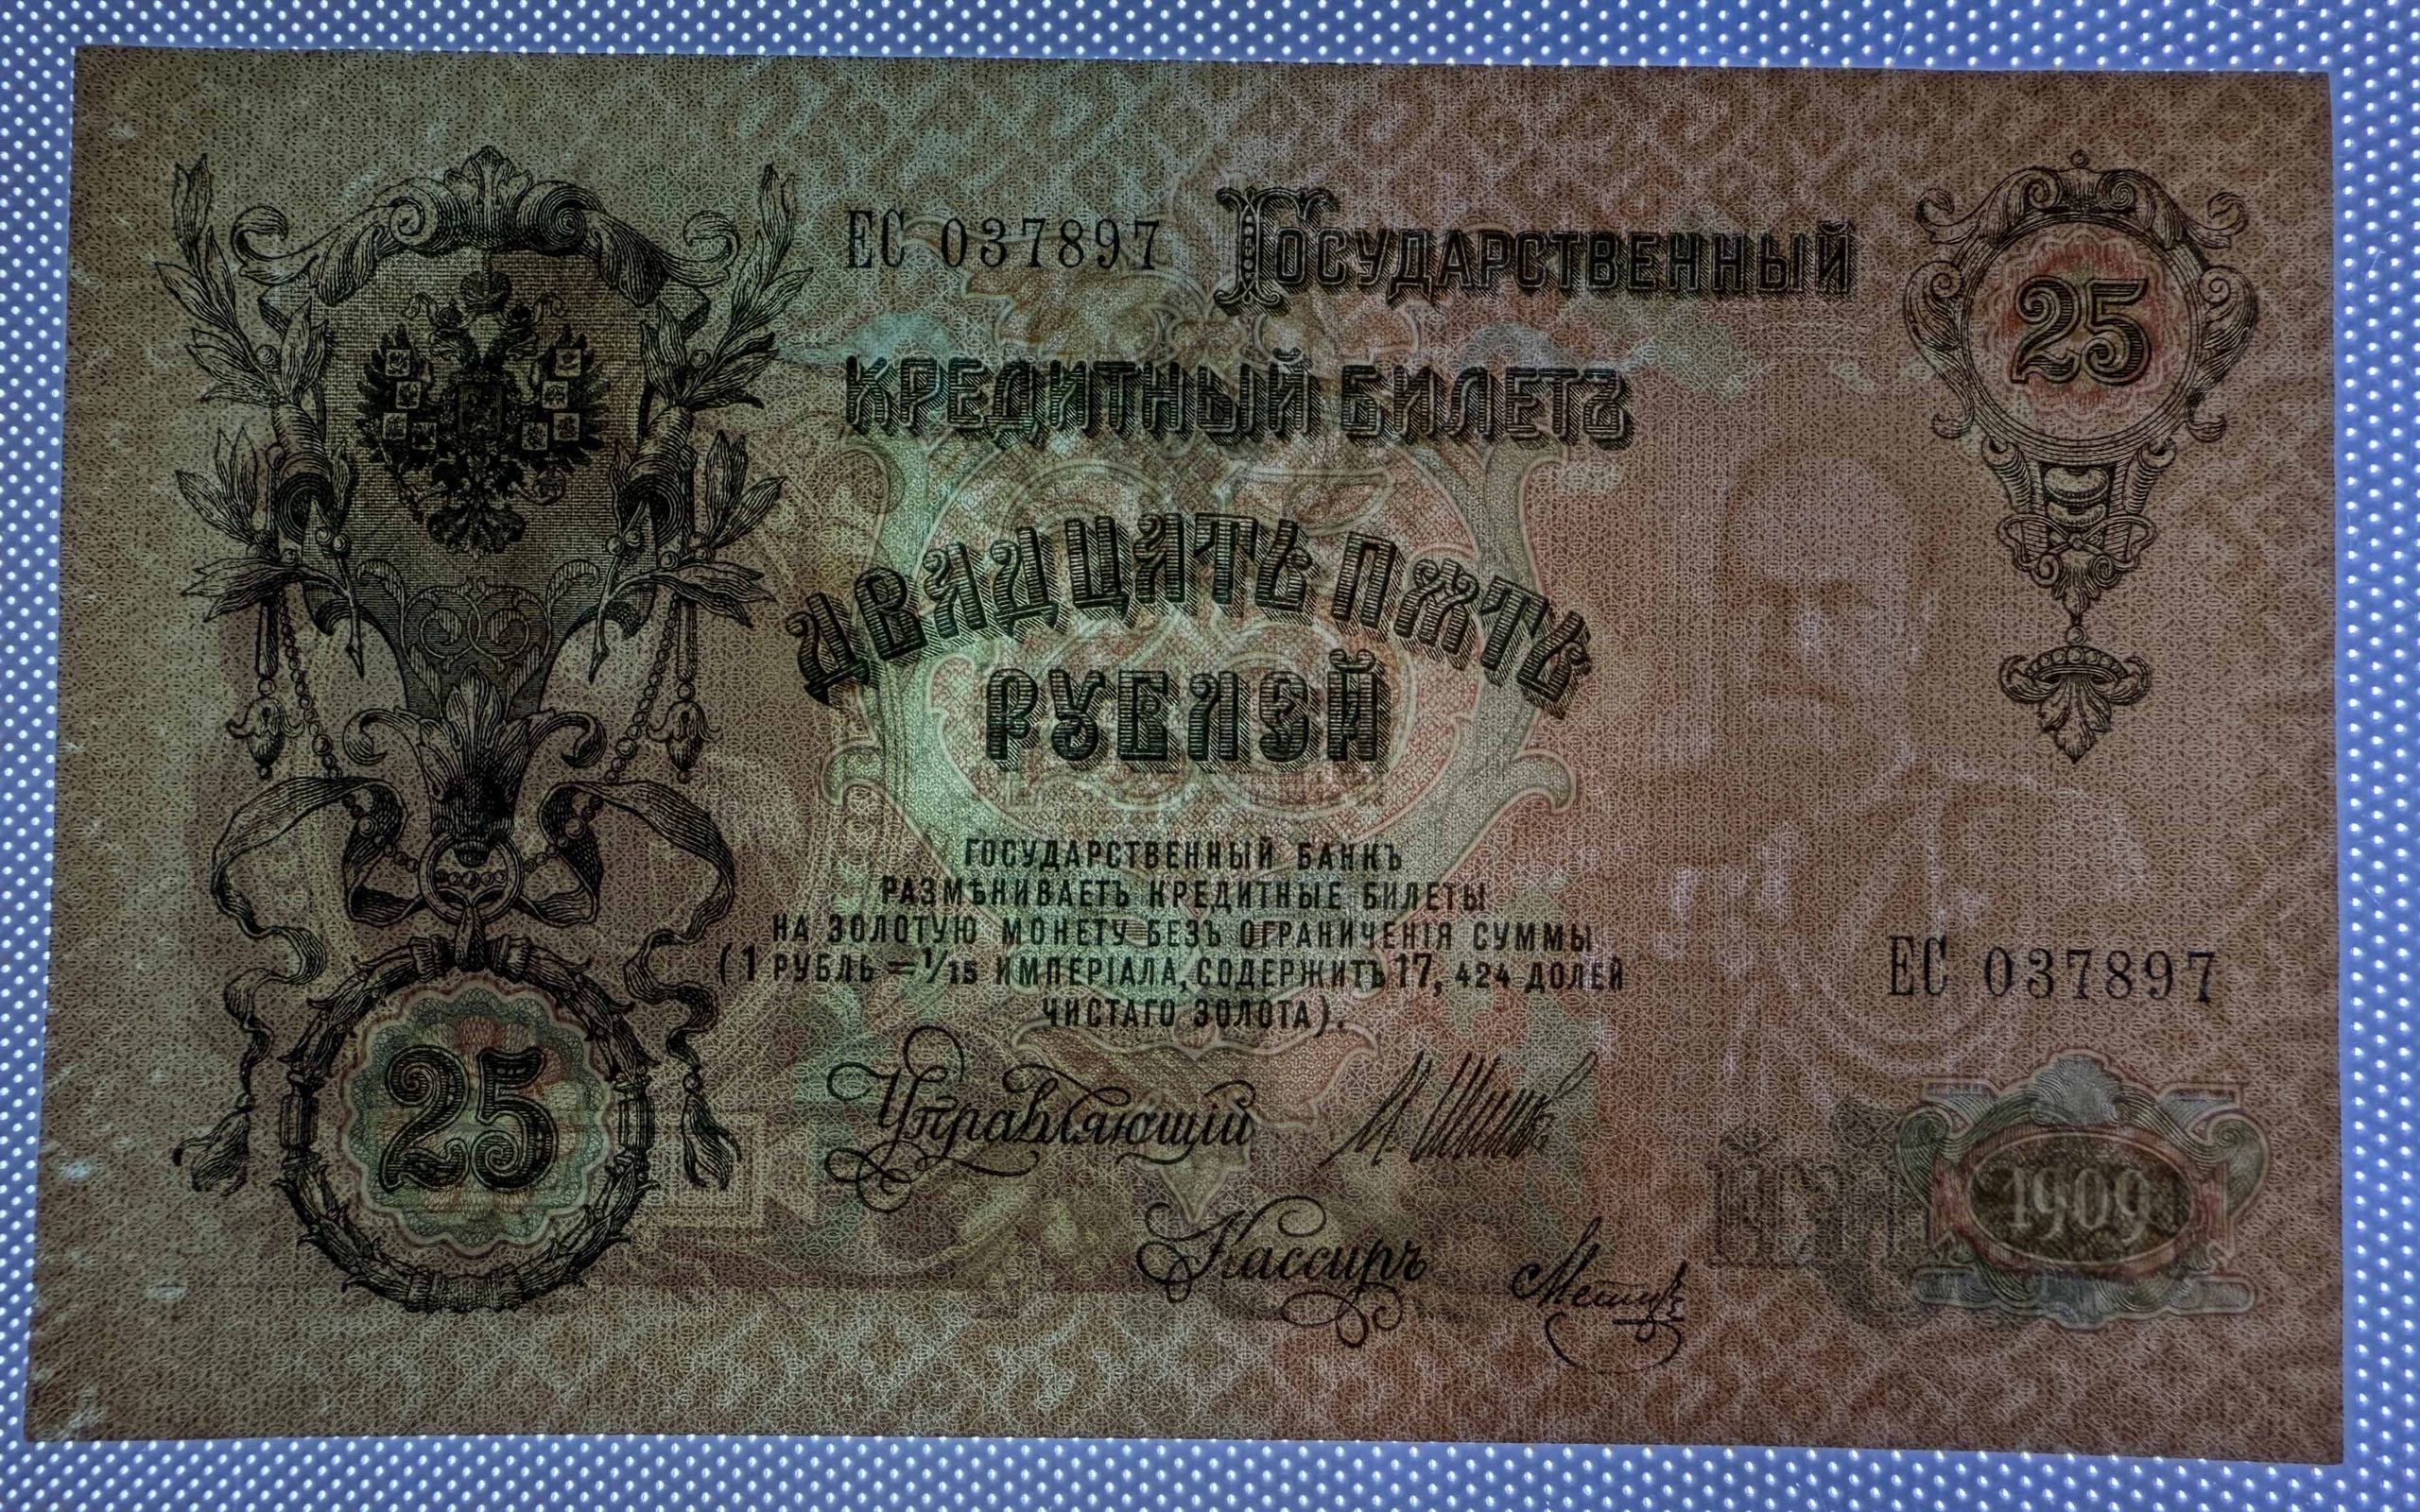 ЕС 037897 Государственный
25
Кредитный Билетъ
Двадцать пять
рублей
Государственный Банкъ
размѣниваетъ кредитные билеты
на золотую монету безъ ограниченія суммы
(1 рубль = 1/15 имперіала, содержитъ 17, 424 долей
чистаго золота).
ЕС 037897
25
Управляющій
1909
Кассиръ